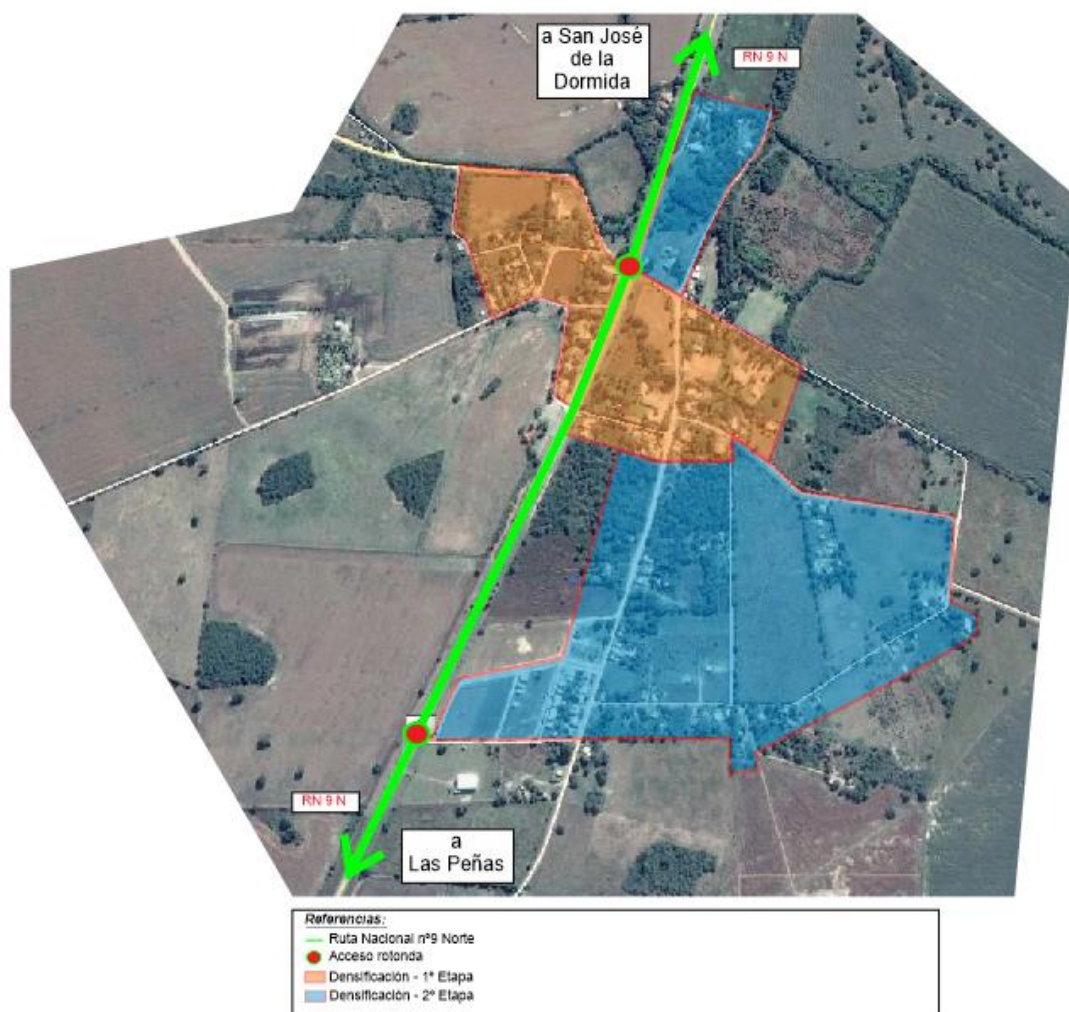 a San José
de la
Dormida
RN 9 N
RN 9 N
a
Las Peñas
Referencias:
Ruta Nacional nº9 Norte
Acceso rotonda
Densificación - 1º Etapa
Densificación - 2º Etapa